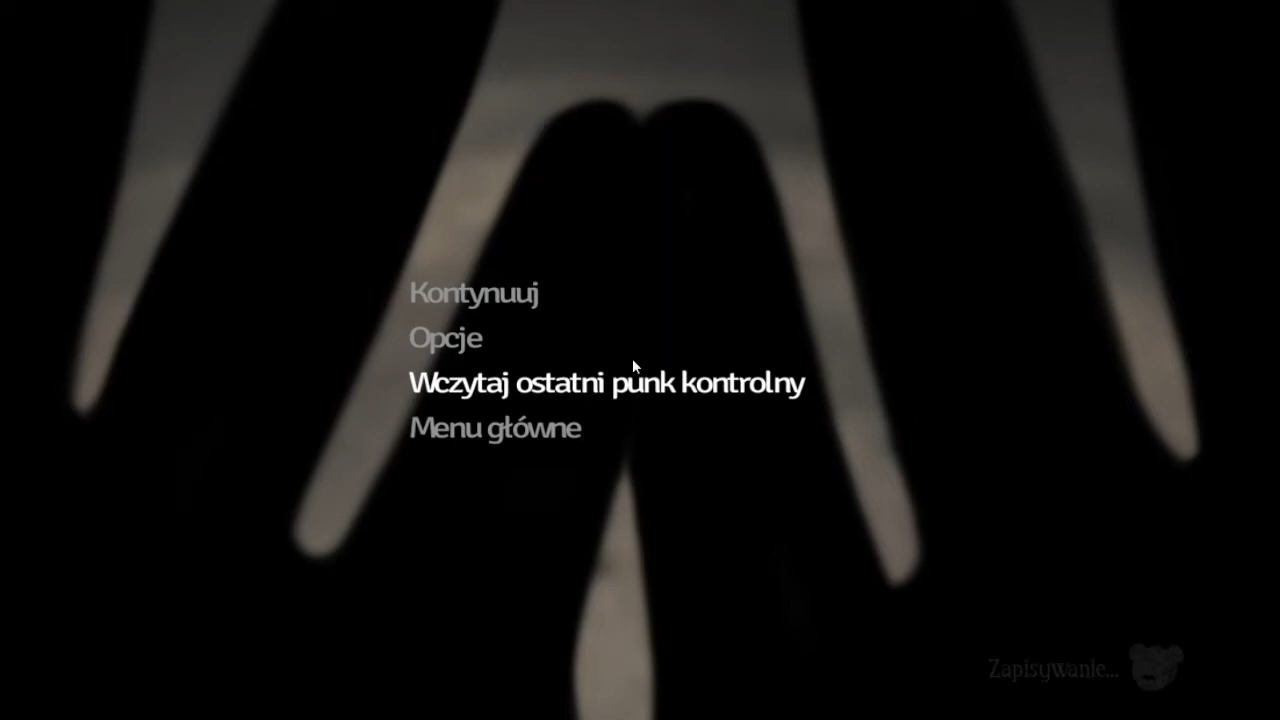 Kontynuuj
Opcje
Wczytaj ostatni punk kontrolny
Menu główne
Zapisywanie...